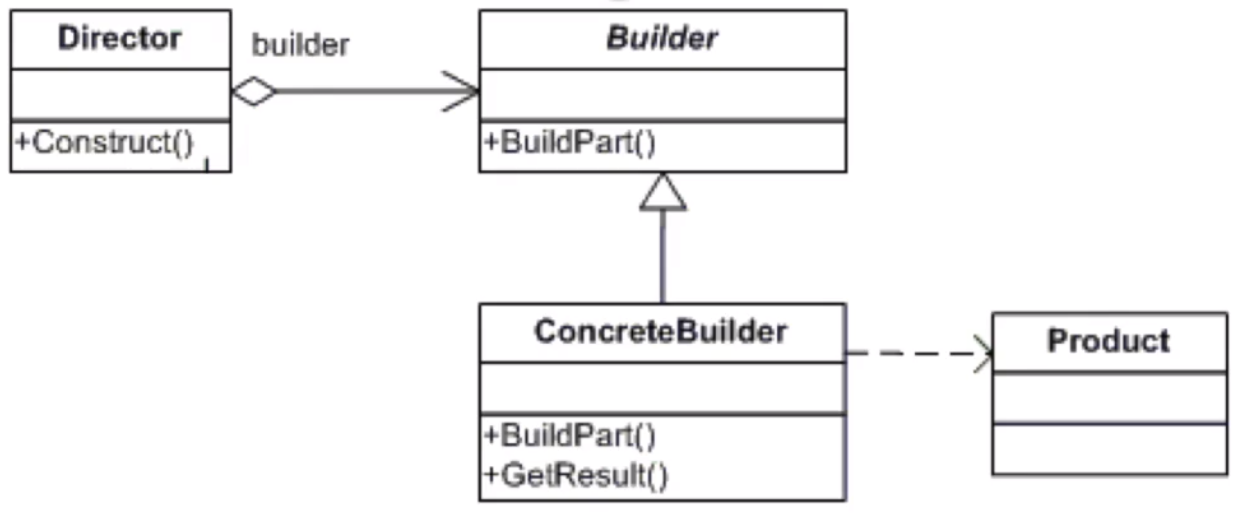 Director
builder
Builder
+Construct()
+BuildPart()
ConcreteBuilder
Product
+BuildPart()
+GetResult()